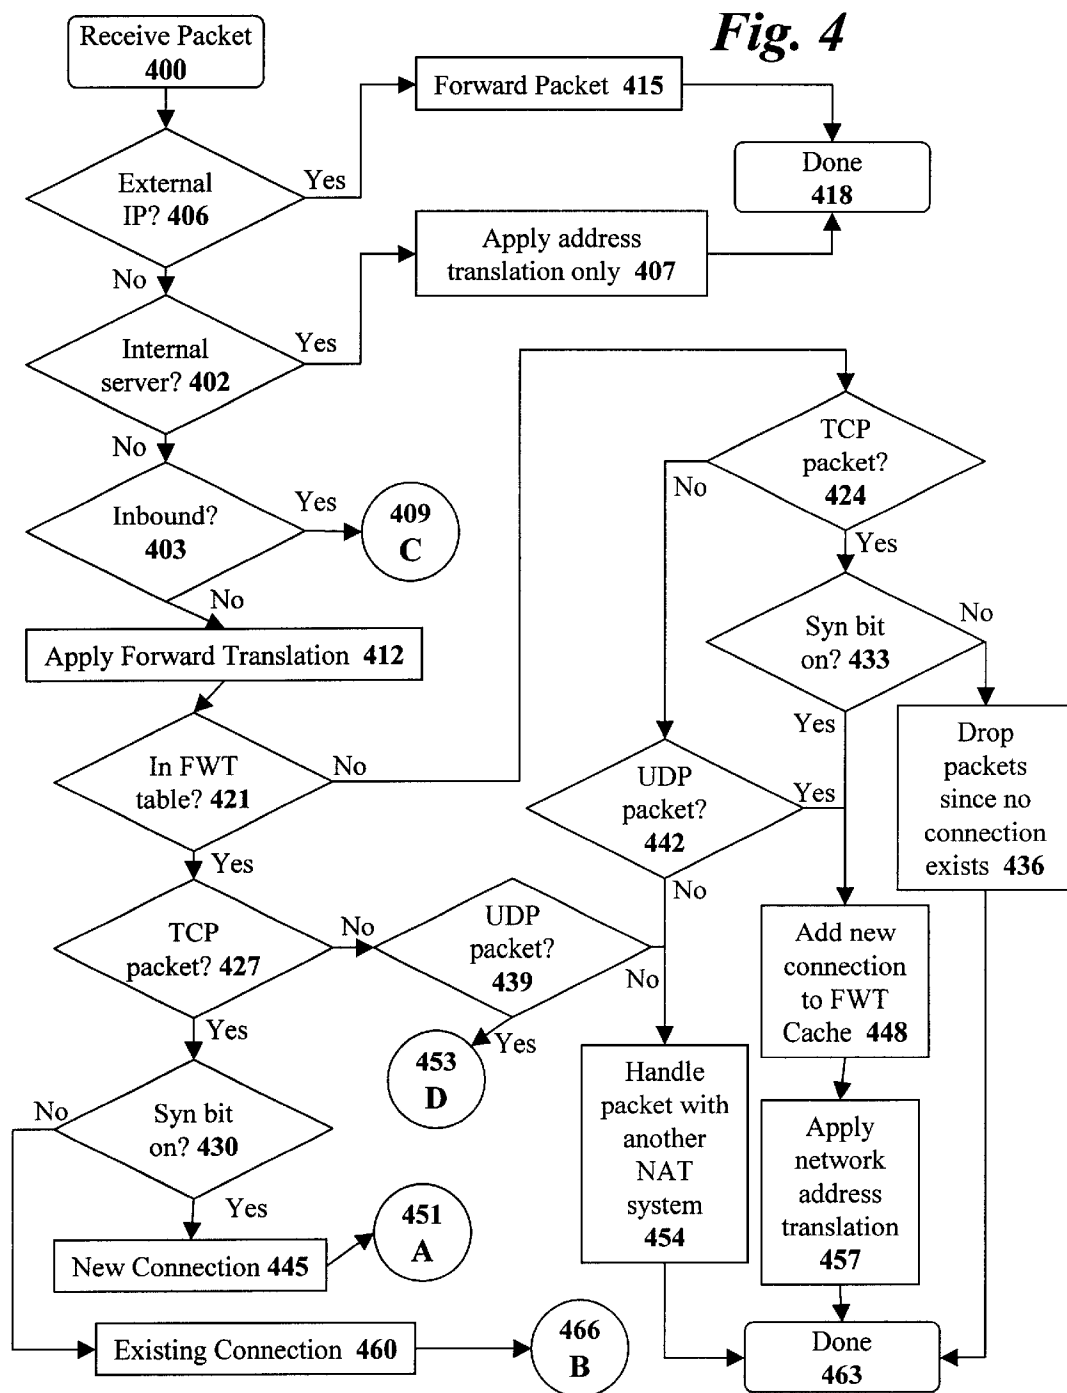 Fig. 4
Receive Packet
400
Forward Packet 415
External
IP? 406
Yes
Done
418
No
Apply address
translation only 407
Internal
server? 402
Yes
No
TCP
packet?
424
No
Yes
Inbound?
403
Yes
409
C
No
Syn bit
on? 433
No
Yes
Apply Forward Translation 412
Drop
packets
since no
connection
exists 436
In FWT
table? 421
No
UDP
packet?
442
Yes
Yes
No
TCP
packet? 427
No
UDP
packet?
439
No
Add new
connection
to FWT
Cache 448
Yes
Yes
453
D
Handle
packet with
another
NAT
system
454
No
Syn bit
on? 430
Apply
network
address
translation
457
Yes
451
A
New Connection 445
Existing Connection 460
466
B
Done
463